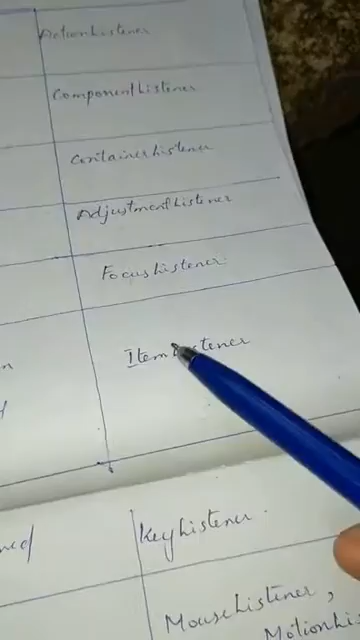 ActionListener
ComponentListener
ContainerListener
AdjustmentListener
FocusListener
ItemListener
KeyListener
MouseListener,